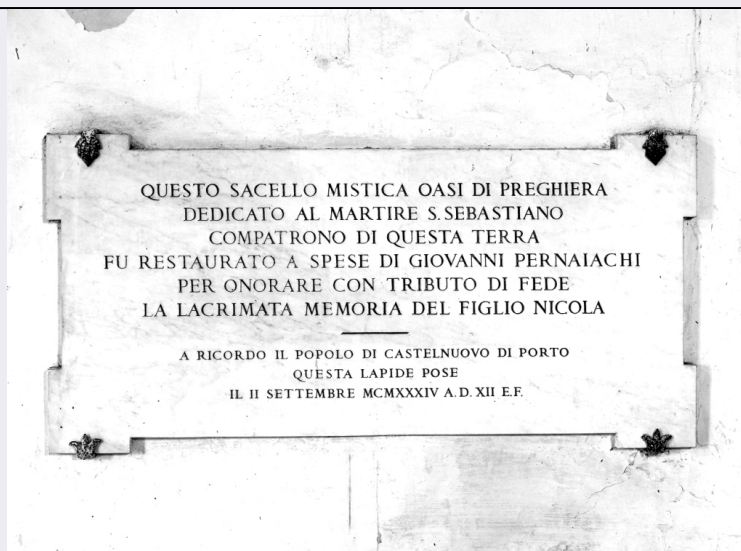 QUESTO SACELLO MISTICA OASI DI PREGHIERA
DEDICATO AL MARTIRE S. SEBASTIANO
COMPATRONO DI QUESTA TERRA
FU RESTAURATO A SPESE DI GIOVANNI PERNAIACHI
PER ONORARE CON TRIBUTO DI FEDE
LA LACRIMATA MEMORIA DEL FIGLIO NICOLA
A RICORDO IL POPOLO DI CASTELNUOVO DI PORTO
QUESTA LAPIDE POSE
IL II SETTEMBRE MCMXXXIV A.D. XII E.F.